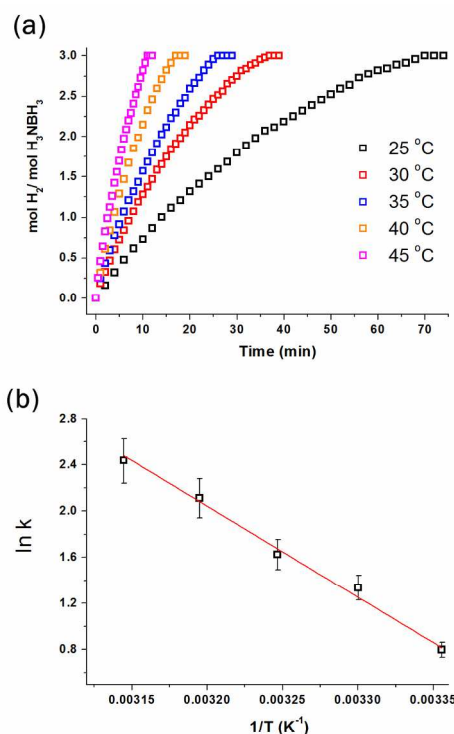 (a)
mol H₂/ mol H₃NBH₃
3.0
2.5
2.0
1.5
1.0
0.5
0.0
25 °C
30 °C
35 °C
40 °C
45 °C
0 10 20 30 40 50 60 70
Time (min)
(b)
ln k
2.8
2.4
2.0
1.6
1.2
0.8
0.00315 0.00320 0.00325 0.00330 0.00335
1/T (K⁻¹)